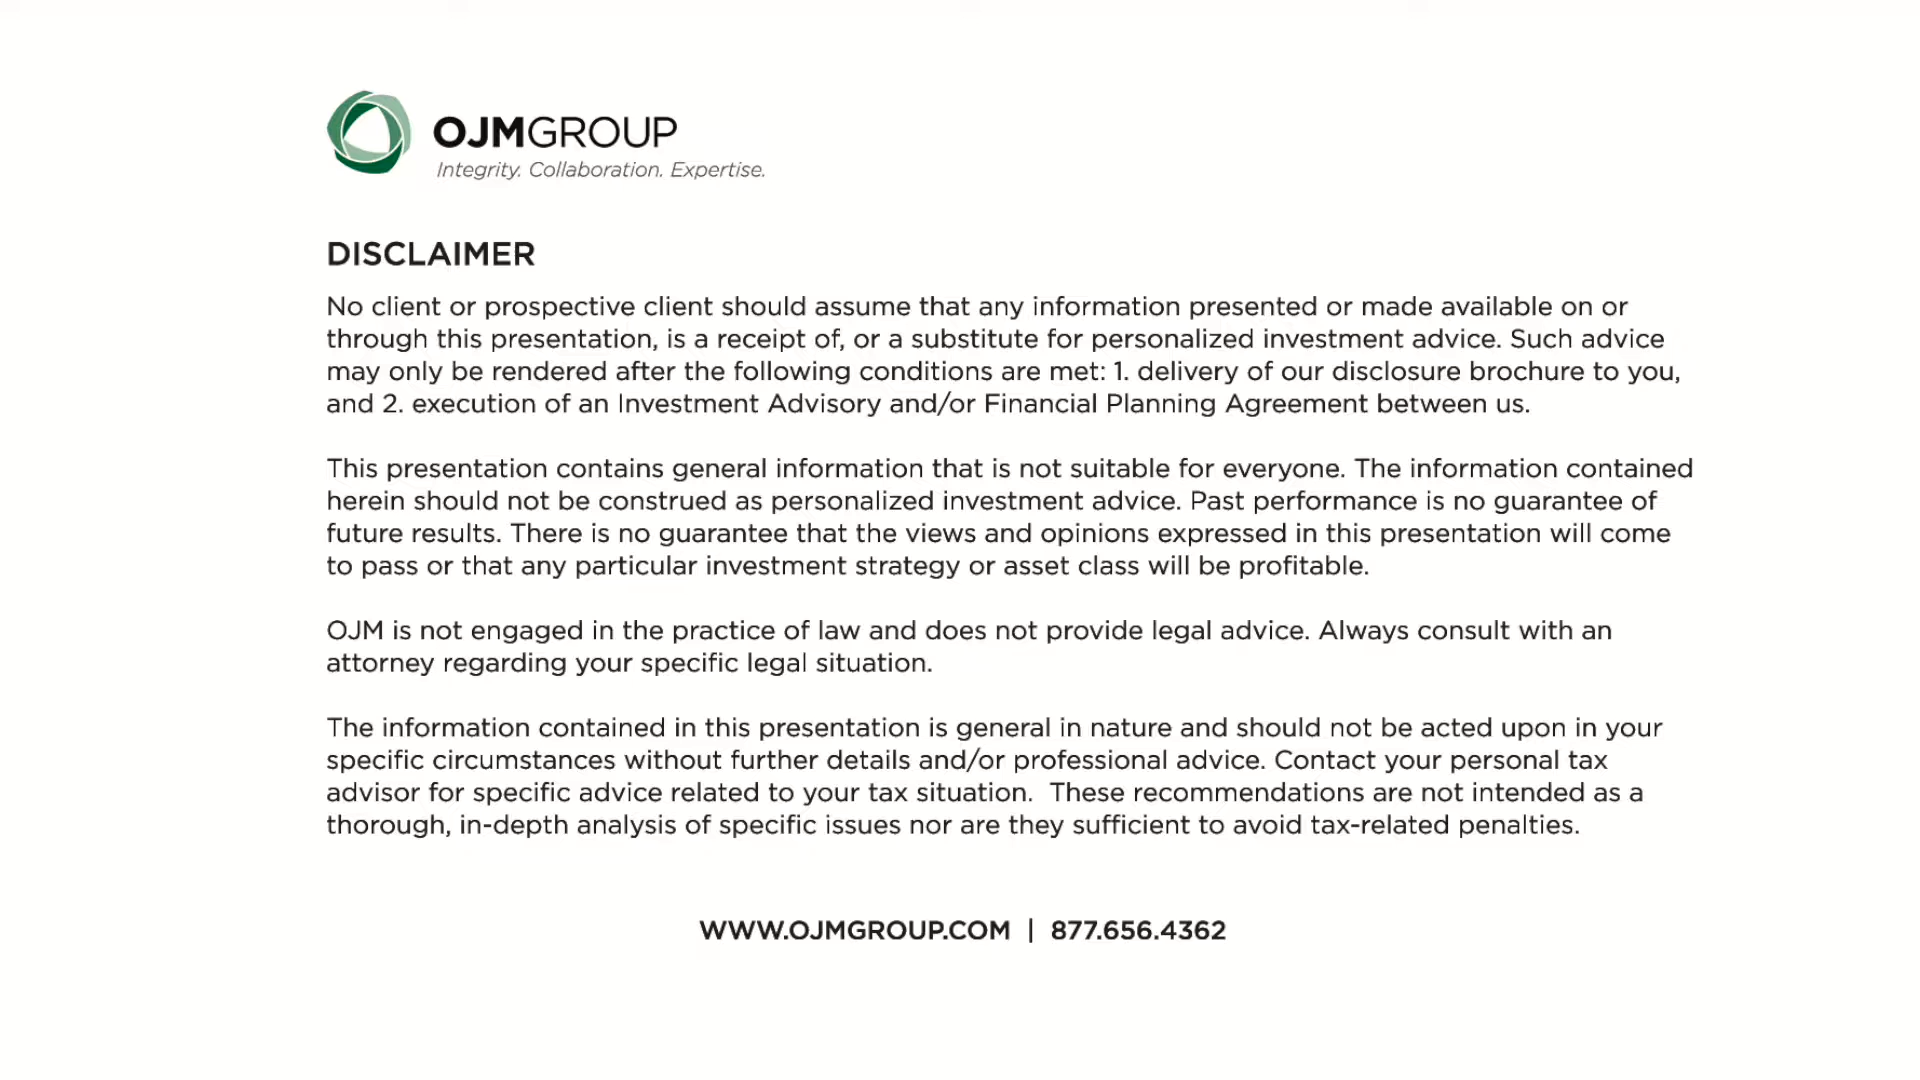 OJMGROUP
Integrity. Collaboration. Expertise.
DISCLAIMER
No client or prospective client should assume that any information presented or made available on or
through this presentation, is a receipt of, or a substitute for personalized investment advice. Such advice
may only be rendered after the following conditions are met: 1. delivery of our disclosure brochure to you,
and 2. execution of an Investment Advisory and/or Financial Planning Agreement between us.
This presentation contains general information that is not suitable for everyone. The information contained
herein should not be construed as personalized investment advice. Past performance is no guarantee of
future results. There is no guarantee that the views and opinions expressed in this presentation will come
to pass or that any particular investment strategy or asset class will be profitable.
OJM is not engaged in the practice of law and does not provide legal advice. Always consult with an
attorney regarding your specific legal situation.
The information contained in this presentation is general in nature and should not be acted upon in your
specific circumstances without further details and/or professional advice. Contact your personal tax
advisor for specific advice related to your tax situation.  These recommendations are not intended as a
thorough, in-depth analysis of specific issues nor are they sufficient to avoid tax-related penalties.
WWW.OJMGROUP.COM | 877.656.4362